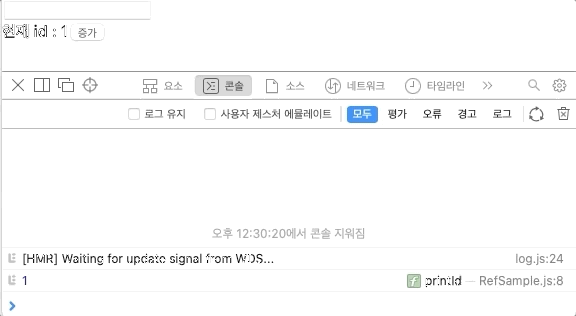 현재 id : 1 증가
요소 콘솔 소스 네트워크 타임라인
로그 유지 사용자 제스처 에뮬레이트 모두 평가 오류 경고 로그
오후 12:30:20에서 콘솔 지워짐
[HMR] Waiting for update signal from WDS... log.js:24
1 f printId — RefSample.js:8